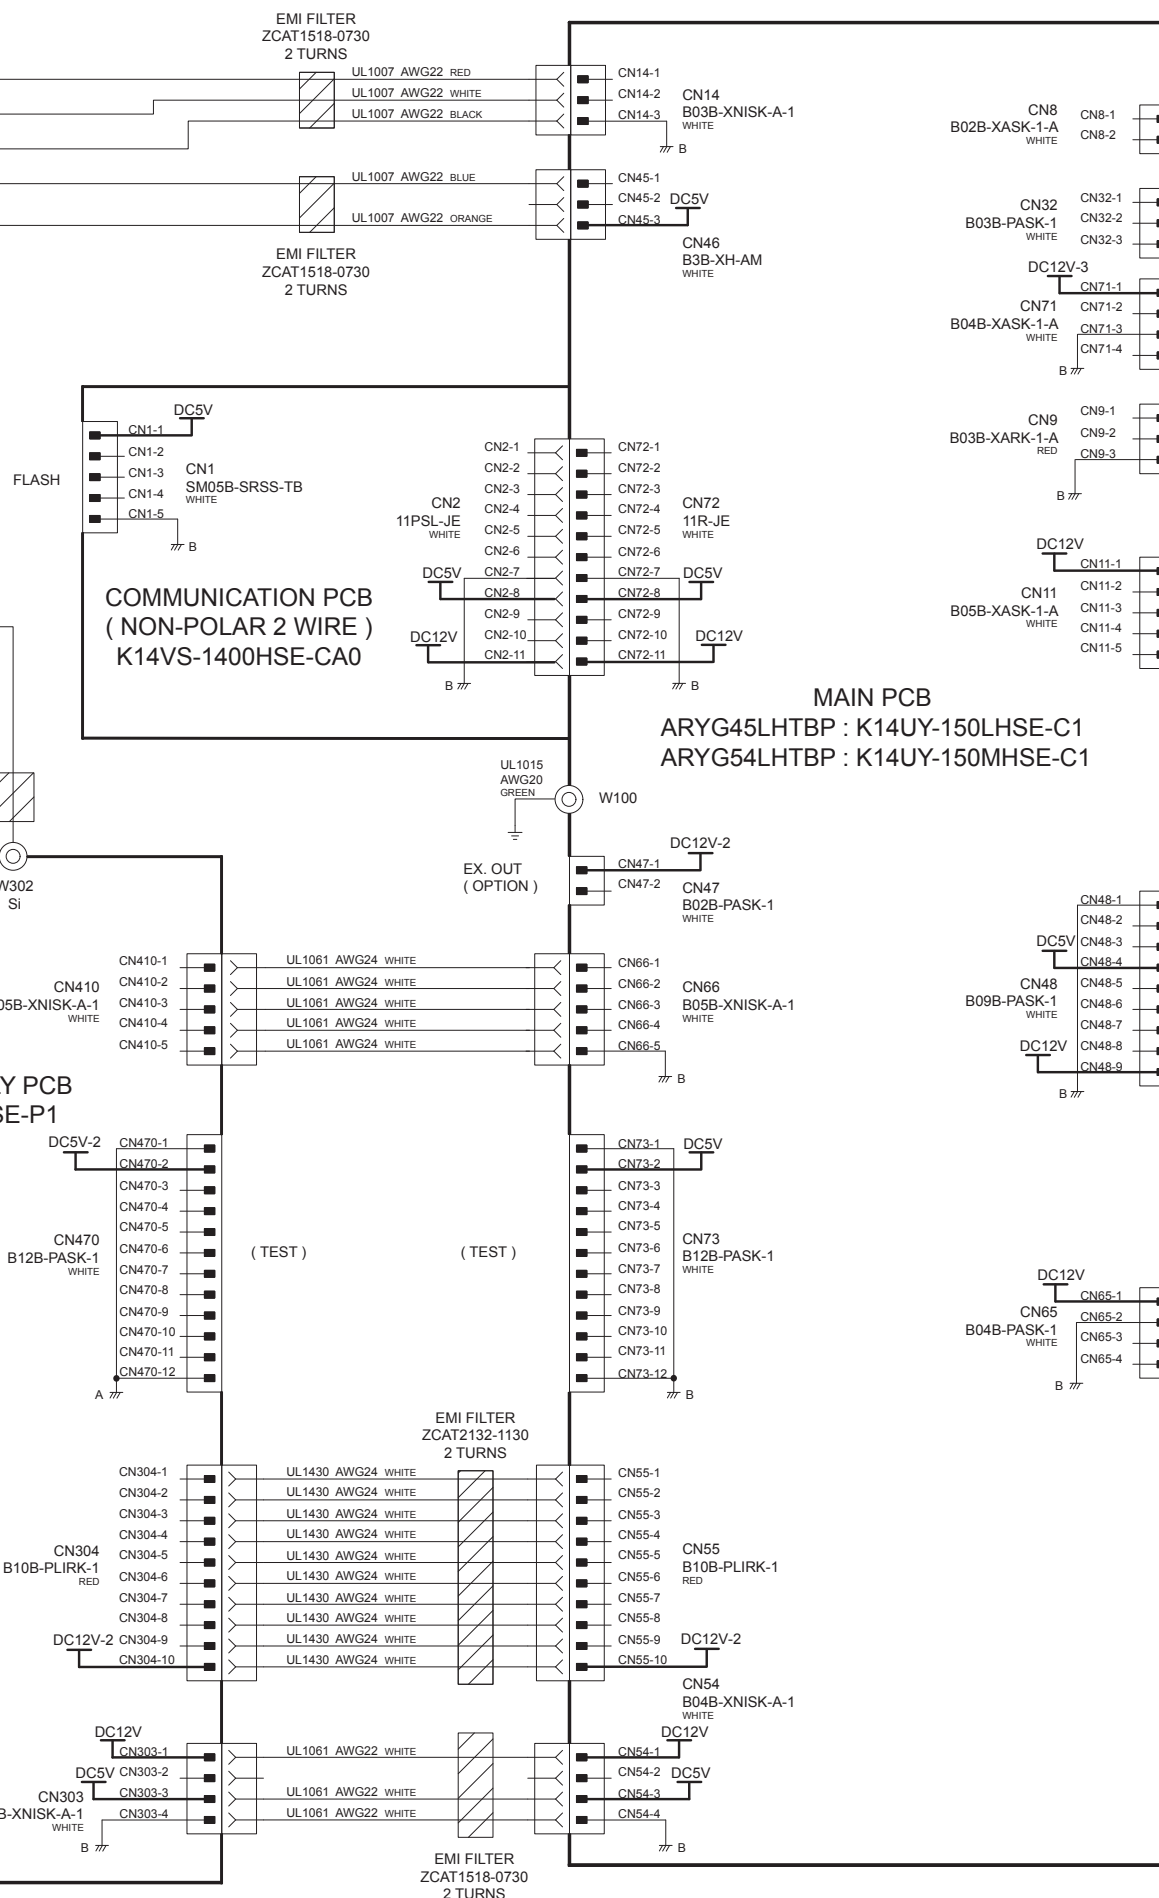 EMI FILTER
ZCAT1518-0730
2 TURNS
UL1007 AWG22 RED
UL1007 AWG22 WHITE
UL1007 AWG22 BLACK
CN14-1
CN14-2
CN14-3
CN14
B03B-XNISK-A-1
WHITE
B
UL1007 AWG22 BLUE
UL1007 AWG22 ORANGE
CN45-1
CN45-2
CN45-3
DC5V
CN46
B3B-XH-AM
WHITE
EMI FILTER
ZCAT1518-0730
2 TURNS
CN8
B02B-XASK-1-A
WHITE
CN8-1
CN8-2
CN32
B03B-PASK-1
WHITE
CN32-1
CN32-2
CN32-3
DC12V-3
CN71
B04B-XASK-1-A
WHITE
CN71-1
CN71-2
CN71-3
CN71-4
B
CN9
B03B-XARK-1-A
RED
CN9-1
CN9-2
CN9-3
B
DC12V
CN11
B05B-XASK-1-A
WHITE
CN11-1
CN11-2
CN11-3
CN11-4
CN11-5
FLASH
DC5V
CN1-1
CN1-2
CN1-3
CN1-4
CN1-5
CN1
SM05B-SRSS-TB
WHITE
B
COMMUNICATION PCB
( NON-POLAR 2 WIRE )
K14VS-1400HSE-CA0
CN2
11PSL-JE
WHITE
CN2-1
CN2-2
CN2-3
CN2-4
CN2-5
CN2-6
CN2-7
CN2-8
CN2-9
CN2-10
CN2-11
DC5V
DC12V
B
CN72-1
CN72-2
CN72-3
CN72-4
CN72-5
CN72-6
CN72-7
CN72-8
CN72-9
CN72-10
CN72-11
CN72
11R-JE
WHITE
DC5V
DC12V
B
MAIN PCB
ARYG45LHTBP : K14UY-150LHSE-C1
ARYG54LHTBP : K14UY-150MHSE-C1
UL1015
AWG20
GREEN
W100
W302
Si
EX. OUT
( OPTION )
DC12V-2
CN47-1
CN47-2
CN47
B02B-PASK-1
WHITE
CN410
05B-XNISK-A-1
WHITE
CN410-1
CN410-2
CN410-3
CN410-4
CN410-5
UL1061 AWG24 WHITE
UL1061 AWG24 WHITE
UL1061 AWG24 WHITE
UL1061 AWG24 WHITE
UL1061 AWG24 WHITE
CN66-1
CN66-2
CN66-3
CN66-4
CN66-5
CN66
B05B-XNISK-A-1
WHITE
B
CN48
B09B-PASK-1
WHITE
CN48-1
CN48-2
CN48-3
CN48-4
CN48-5
CN48-6
CN48-7
CN48-8
CN48-9
DC5V
DC12V
B
Y PCB
SE-P1
DC5V-2
CN470
B12B-PASK-1
WHITE
CN470-1
CN470-2
CN470-3
CN470-4
CN470-5
CN470-6
CN470-7
CN470-8
CN470-9
CN470-10
CN470-11
CN470-12
A
( TEST )
( TEST )
CN73-1
CN73-2
CN73-3
CN73-4
CN73-5
CN73-6
CN73-7
CN73-8
CN73-9
CN73-10
CN73-11
CN73-12
DC5V
CN73
B12B-PASK-1
WHITE
B
DC12V
CN65
B04B-PASK-1
WHITE
CN65-1
CN65-2
CN65-3
CN65-4
B
EMI FILTER
ZCAT2132-1130
2 TURNS
CN304
B10B-PLIRK-1
RED
CN304-1
CN304-2
CN304-3
CN304-4
CN304-5
CN304-6
CN304-7
CN304-8
CN304-9
CN304-10
DC12V-2
UL1430 AWG24 WHITE
UL1430 AWG24 WHITE
UL1430 AWG24 WHITE
UL1430 AWG24 WHITE
UL1430 AWG24 WHITE
UL1430 AWG24 WHITE
UL1430 AWG24 WHITE
UL1430 AWG24 WHITE
UL1430 AWG24 WHITE
UL1430 AWG24 WHITE
CN55-1
CN55-2
CN55-3
CN55-4
CN55-5
CN55-6
CN55-7
CN55-8
CN55-9
CN55-10
CN55
B10B-PLIRK-1
RED
DC12V-2
CN54
B04B-XNISK-A-1
WHITE
DC12V
CN303-1
CN303-2
CN303-3
CN303-4
DC5V
CN303
B-XNISK-A-1
WHITE
B
UL1061 AWG22 WHITE
UL1061 AWG22 WHITE
UL1061 AWG22 WHITE
DC12V
CN54-1
CN54-2
CN54-3
CN54-4
DC5V
B
EMI FILTER
ZCAT1518-0730
2 TURNS